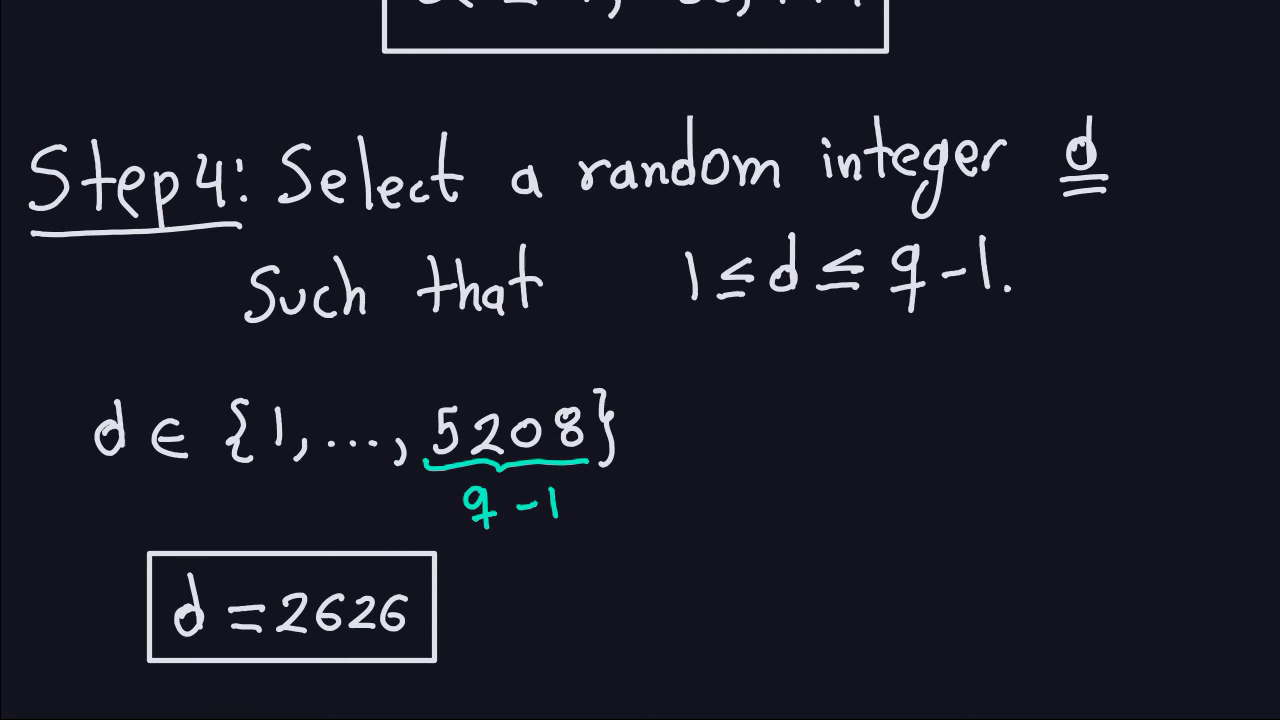 Step 4: Select a random integer d
Such that 1 ≤ d ≤ q - 1.
d ∈ {1, ..., 5208}
q - 1
d = 2626